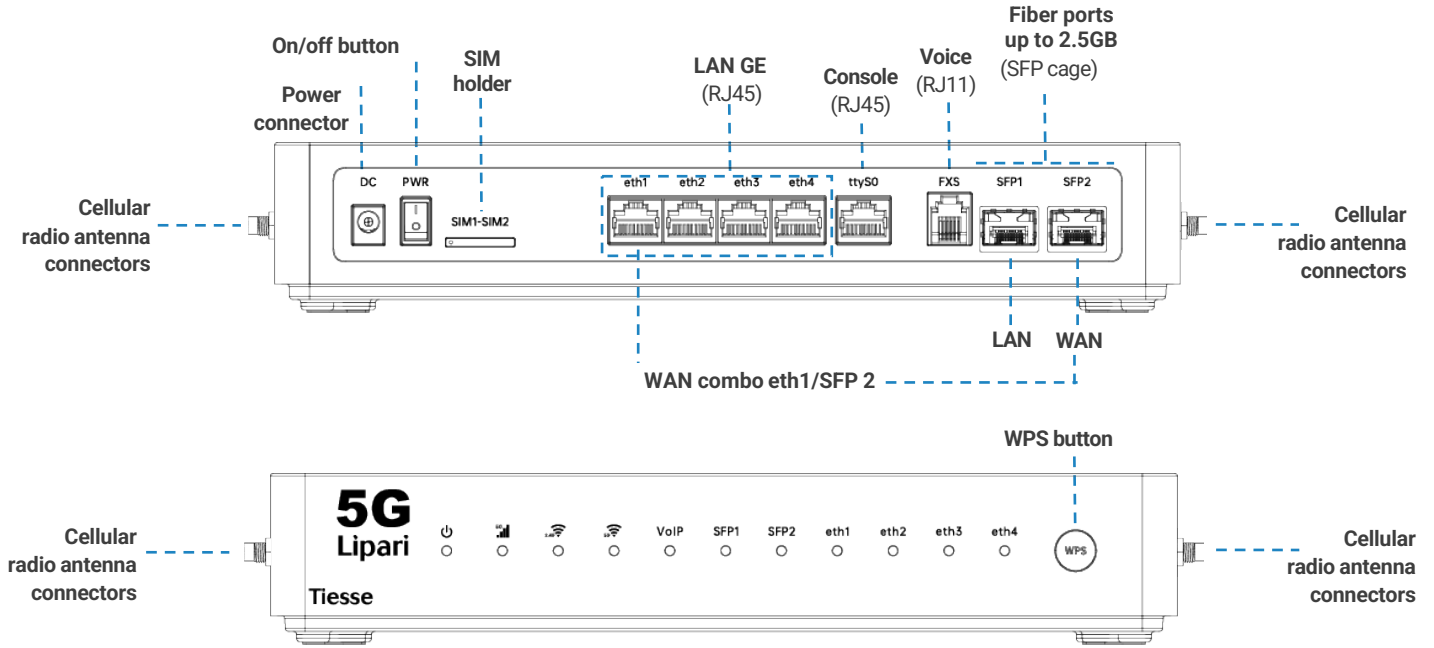 Fiber ports
up to 2.5GB
(SFP cage)
On/off button
SIM
holder
LAN GE
(RJ45)
Voice
(RJ11)
Console
(RJ45)
Power
connector
DC
PWR
SIM1-SIM2
eth1
eth2
eth3
eth4
ttyS0
FXS
SFP1
SFP2
Cellular
radio antenna
connectors
Cellular
radio antenna
connectors
LAN
WAN
WAN combo eth1/SFP 2
WPS button
5G
Lipari
VoIP
SFP1
SFP2
eth1
eth2
eth3
eth4
WPS
Tiesse
Cellular
radio antenna
connectors
Cellular
radio antenna
connectors